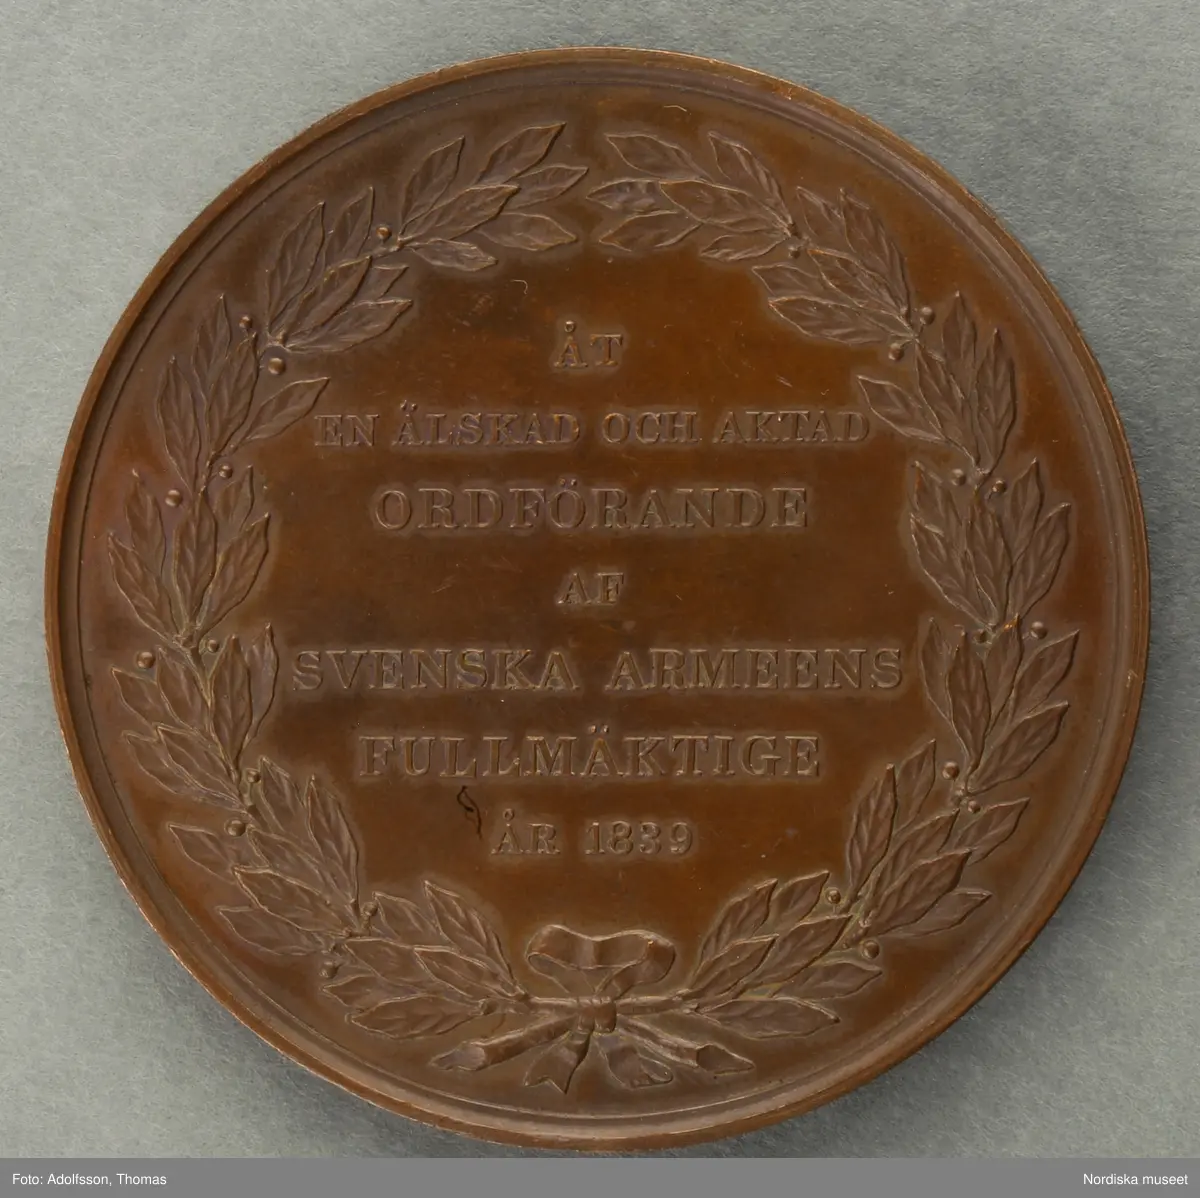 ÅT
EN ÄLSKAD OCH AKTAD
ORDFÖRANDE
AF
SVENSKA ARMEENS
FULLMÄKTIGE
ÅR 1839
Foto: Adolfsson, Thomas
Nordiska museet